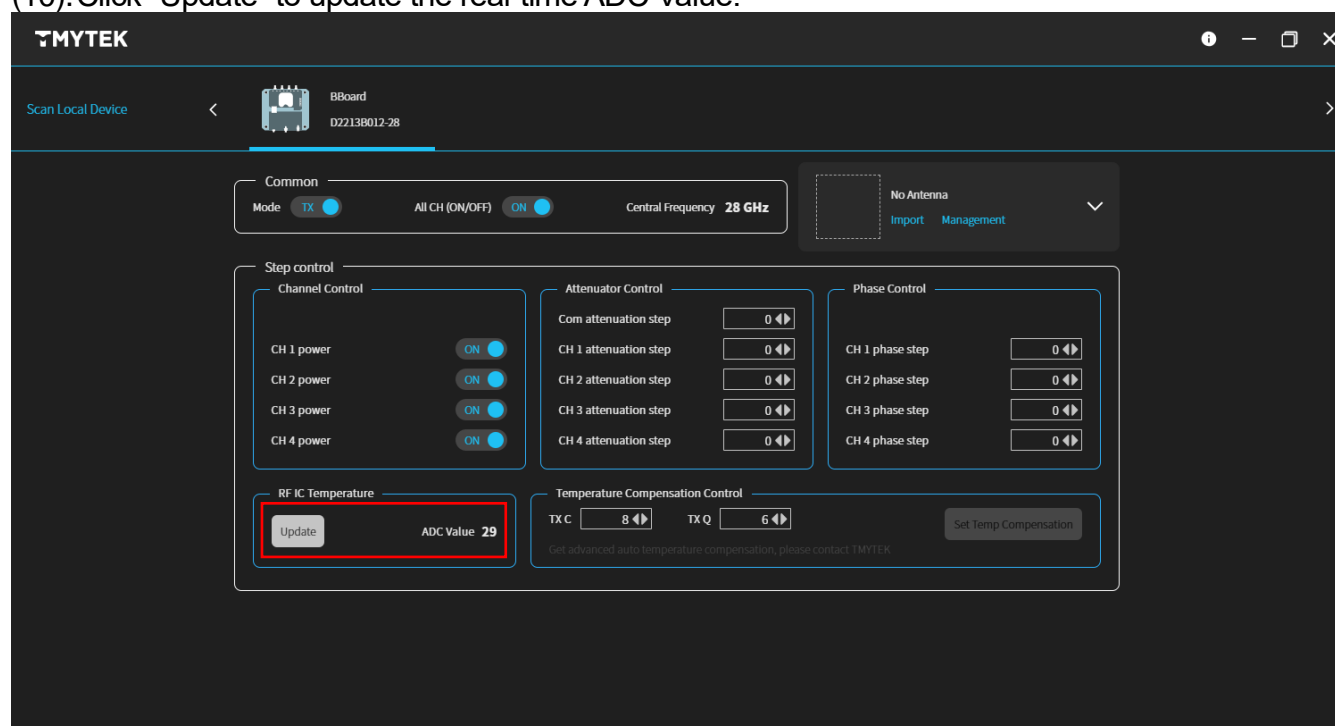 (10). Click "Update" to update the real time ADC value.
TMYTEK
Scan Local Device
BBoard
D2213B012-28
Common
Mode TX All CH (ON/OFF) ON Central Frequency 28 GHz
No Antenna
Import Management
Step control
Channel Control
CH 1 power ON
CH 2 power ON
CH 3 power ON
CH 4 power ON
Attenuator Control
Com attenuation step 0
CH 1 attenuation step 0
CH 2 attenuation step 0
CH 3 attenuation step 0
CH 4 attenuation step 0
Phase Control
CH 1 phase step 0
CH 2 phase step 0
CH 3 phase step 0
CH 4 phase step 0
RF IC Temperature
Update ADC Value 29
Temperature Compensation Control
TX C 8 TX Q 6
Set Temp Compensation
Get advanced auto temperature compensation, please contact TMYTEK